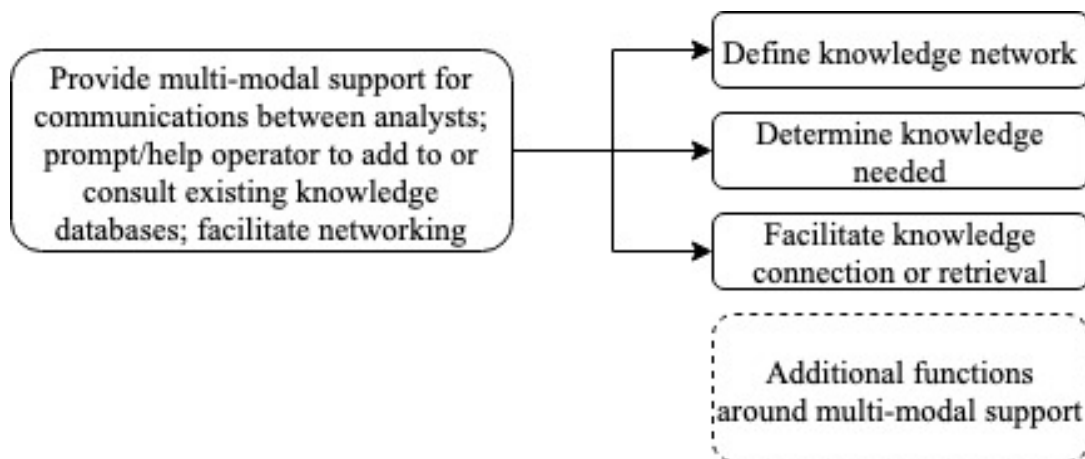 Provide multi-modal support for
communications between analysts;
prompt/help operator to add to or
consult existing knowledge
databases; facilitate networking
Define knowledge network
Determine knowledge
needed
Facilitate knowledge
connection or retrieval
Additional functions
around multi-modal support